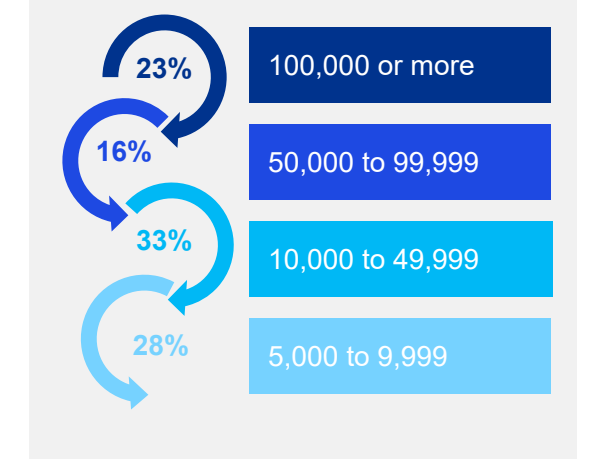 23%
100,000 or more
16%
50,000 to 99,999
33%
10,000 to 49,999
28%
5,000 to 9,999